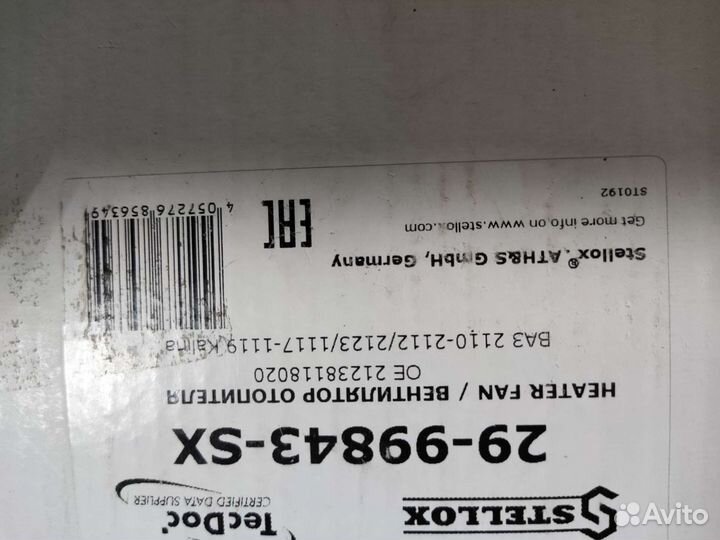 STELLOX
TecDoc
CERTIFIED DATA SUPPLIER
29-99843-SX
HEATER FAN / ВЕНТИЛЯТОР ОТОПИТЕЛЯ
OE 21238118020
ВАЗ 2110-2112/2123/1117-1119,Kalina
Stellox®, ATH&S GmbH, Germany
Get more info on www.stellox.com
ST0192
EAC
4 057276 856349
Avito